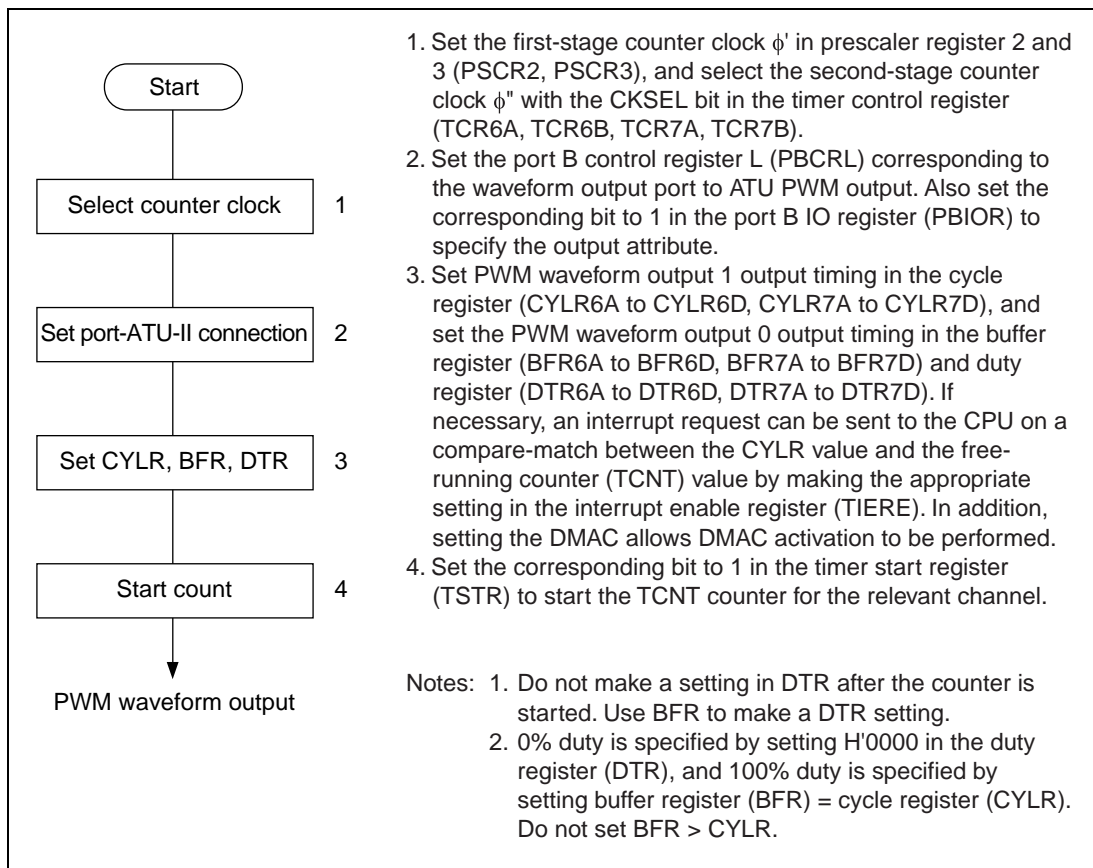 Start
Select counter clock 1
Set port-ATU-II connection 2
Set CYLR, BFR, DTR 3
Start count 4
PWM waveform output
1. Set the first-stage counter clock ϕ' in prescaler register 2 and
3 (PSCR2, PSCR3), and select the second-stage counter
clock ϕ" with the CKSEL bit in the timer control register
(TCR6A, TCR6B, TCR7A, TCR7B).
2. Set the port B control register L (PBCRL) corresponding to
the waveform output port to ATU PWM output. Also set the
corresponding bit to 1 in the port B IO register (PBIOR) to
specify the output attribute.
3. Set PWM waveform output 1 output timing in the cycle
register (CYLR6A to CYLR6D, CYLR7A to CYLR7D), and
set the PWM waveform output 0 output timing in the buffer
register (BFR6A to BFR6D, BFR7A to BFR7D) and duty
register (DTR6A to DTR6D, DTR7A to DTR7D). If
necessary, an interrupt request can be sent to the CPU on a
compare-match between the CYLR value and the free-
running counter (TCNT) value by making the appropriate
setting in the interrupt enable register (TIERE). In addition,
setting the DMAC allows DMAC activation to be performed.
4. Set the corresponding bit to 1 in the timer start register
(TSTR) to start the TCNT counter for the relevant channel.
Notes: 1. Do not make a setting in DTR after the counter is
started. Use BFR to make a DTR setting.
2. 0% duty is specified by setting H'0000 in the duty
register (DTR), and 100% duty is specified by
setting buffer register (BFR) = cycle register (CYLR).
Do not set BFR > CYLR.